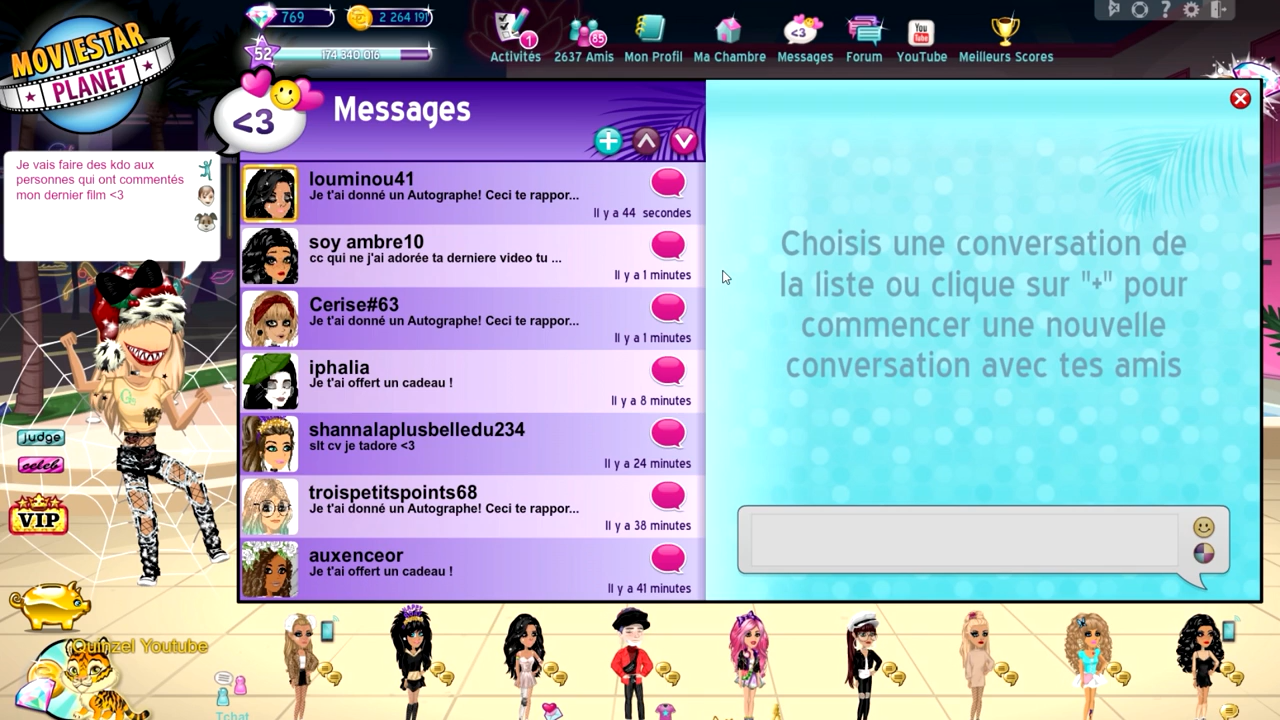 MOVIESTAR
PLANET
769
2 264 191
52
174 340 016
1
85
<3
You
Tube
Activités
2637 Amis
Mon Profil
Ma Chambre
Messages
Forum
YouTube
Meilleurs Scores
<3
Messages
Je vais faire des kdo aux
personnes qui ont commentés
mon dernier film <3
louminou41
Je t'ai donné un Autographe! Ceci te rappor...
Il y a 44 secondes
soy ambre10
cc qui ne j'ai adorée ta derniere video tu ...
Il y a 1 minutes
Cerise#63
Je t'ai donné un Autographe! Ceci te rappor...
Il y a 1 minutes
iphalia
Je t'ai offert un cadeau !
Il y a 8 minutes
shannalaplusbelledu234
slt cv je tadore <3
Il y a 24 minutes
troispetitspoints68
Je t'ai donné un Autographe! Ceci te rappor...
Il y a 38 minutes
auxenceor
Je t'ai offert un cadeau !
Il y a 41 minutes
Choisis une conversation de
la liste ou clique sur "+" pour
commencer une nouvelle
conversation avec tes amis
judge
celeb
VIP
Quinzel Youtube
Tchat